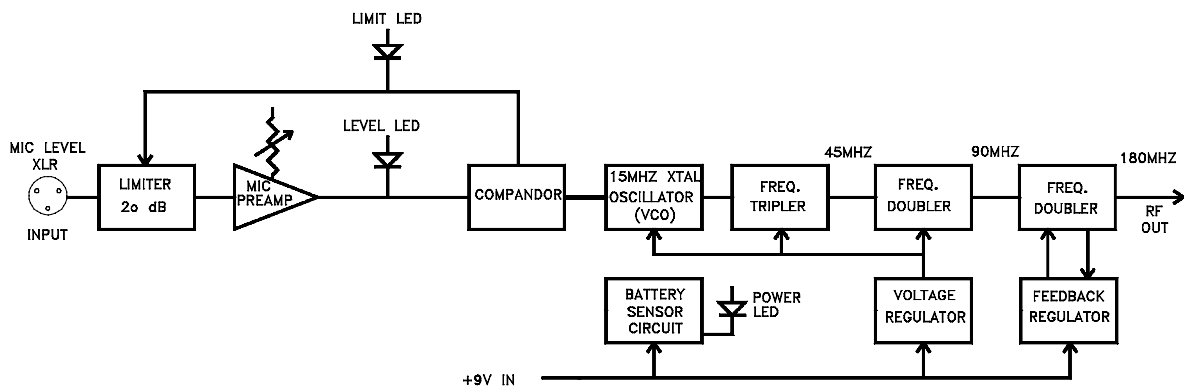 LIMIT LED
LEVEL LED
MIC LEVEL
XLR
INPUT
LIMITER
2o dB
MIC
PREAMP
COMPANDOR
15MHZ XTAL
OSCILLATOR
(VCO)
FREQ.
TRIPLER
45MHZ
FREQ.
DOUBLER
90MHZ
FREQ.
DOUBLER
180MHZ
RF
OUT
BATTERY
SENSOR
CIRCUIT
POWER
LED
VOLTAGE
REGULATOR
FEEDBACK
REGULATOR
+9V IN